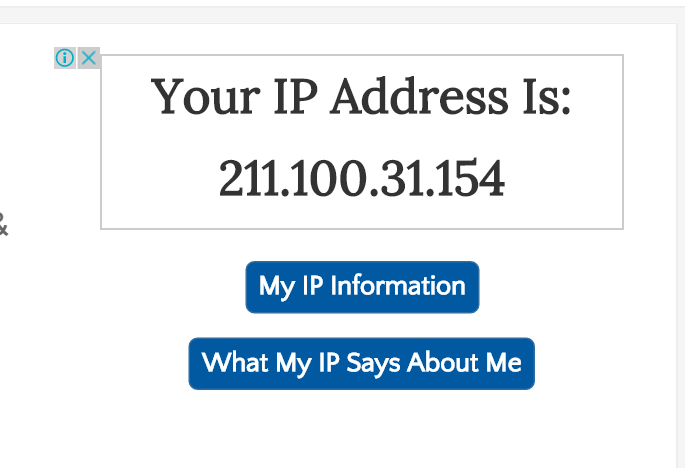 Your IP Address Is:
211.100.31.154
&
My IP Information
What My IP Says About Me